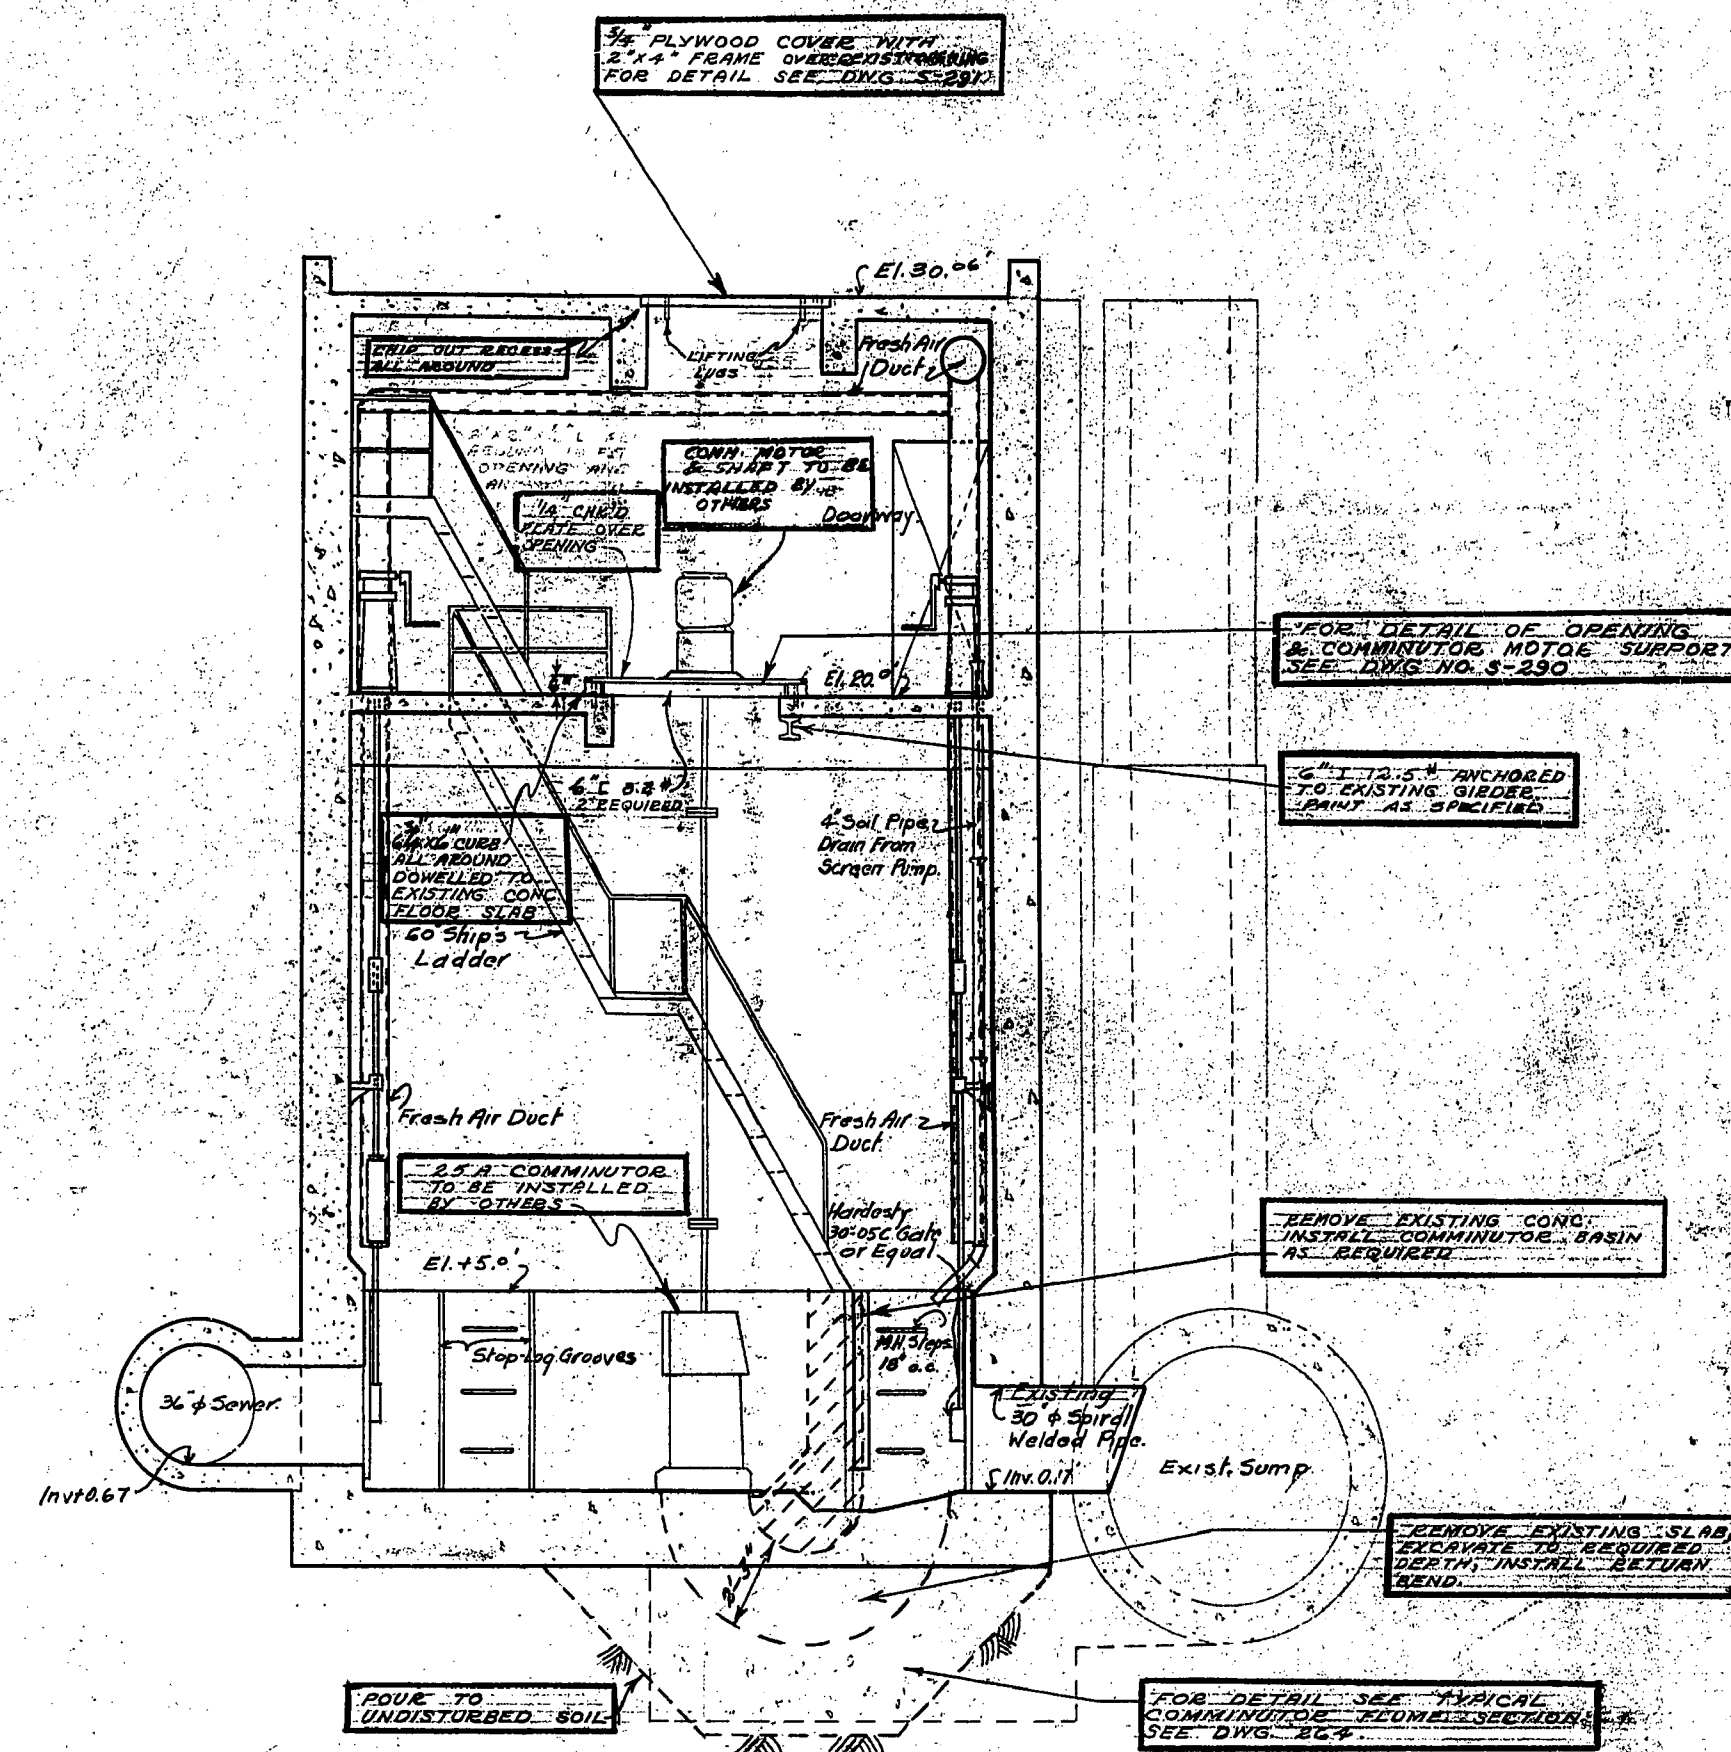 3/4" PLYWOOD COVER WITH
2"X4" FRAME OVER
FOR DETAIL SEE DWG S-291
El. 30.06'
CHIP OUT RECESS
ALL AROUND
LIFTING
LUGS
Fresh Air
Duct
OPENING AND
COMM. MOTOR
& SHAFT TO BE
INSTALLED BY
OTHERS
1/4" CHK'D
PLATE OVER
OPENING
Doorway
FOR DETAIL OF OPENING
& COMMINUTOR MOTOR SUPPORT
SEE DWG NO. S-290
El. 20.0'
6" I 12.5# ANCHORED
TO EXISTING GIRDER
PAINT AS SPECIFIED
6" [ 8.2#
2 REQUIRED
CURB
ALL AROUND
DOWELLED TO
EXISTING CONC
FLOOR SLAB
4" Soil Pipe
Drain From
Screen Pump.
60° Ship's
Ladder
Fresh Air Duct
Fresh Air
Duct
25 A COMMINUTOR
TO BE INSTALLED
BY OTHERS
Hardesty
30-05C Gate
or Equal
REMOVE EXISTING CONC.
INSTALL COMMINUTOR BASIN
AS REQUIRED
El. +5.0'
Stop-Log Grooves
M.H. Steps
18" o.c.
36" φ Sewer
Existing
30" φ Spiral
Welded Pipe.
Inv. 0.17'
Exist. Sump
Inv+0.67
REMOVE EXISTING SLAB,
EXCAVATE TO REQUIRED
DEPTH, INSTALL RETURN
BEND.
2'-3"
POUR TO
UNDISTURBED SOIL
FOR DETAIL SEE TYPICAL
COMMINUTOR FLUME SECTION
SEE DWG. 264